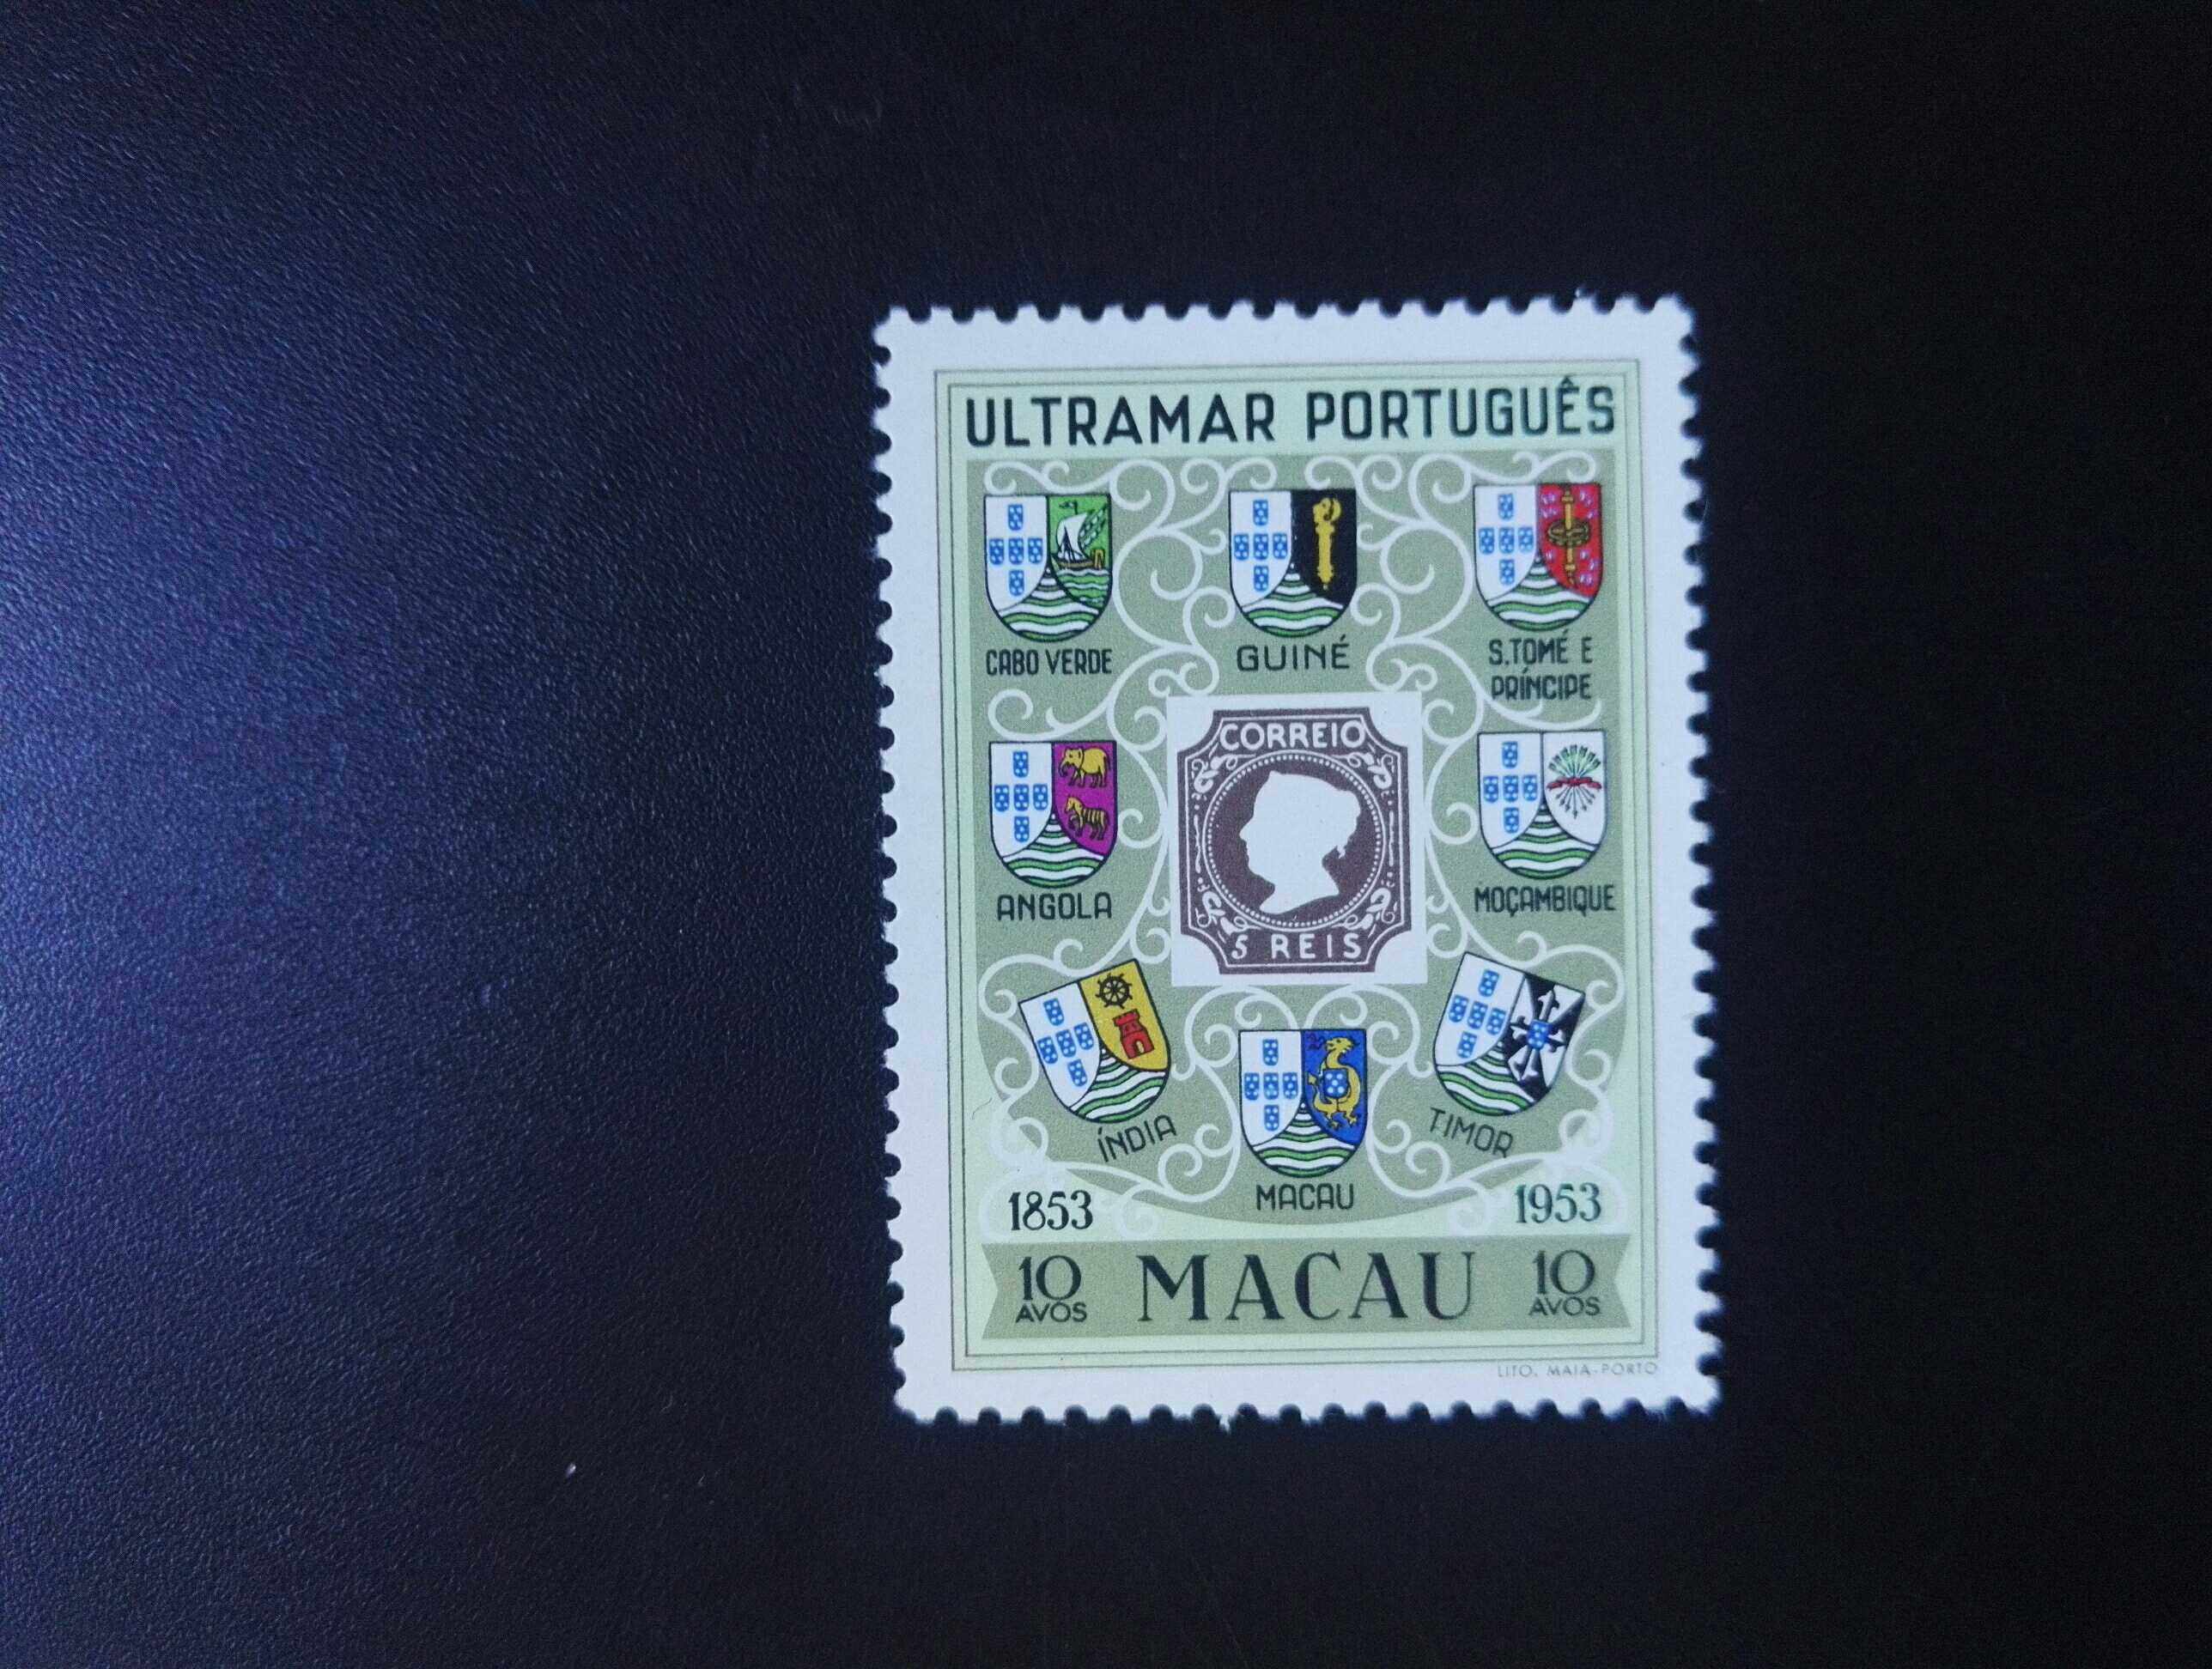 ULTRAMAR PORTUGUÊS
CABO VERDE
GUINÉ
S.TOMÉ E
PRÍNCIPE
CORREIO
5 REIS
ANGOLA
MOÇAMBIQUE
ÍNDIA
MACAU
TIMOR
1853
1953
10
AVOS
MACAU
10
AVOS
LITO. MAIA-PORTO